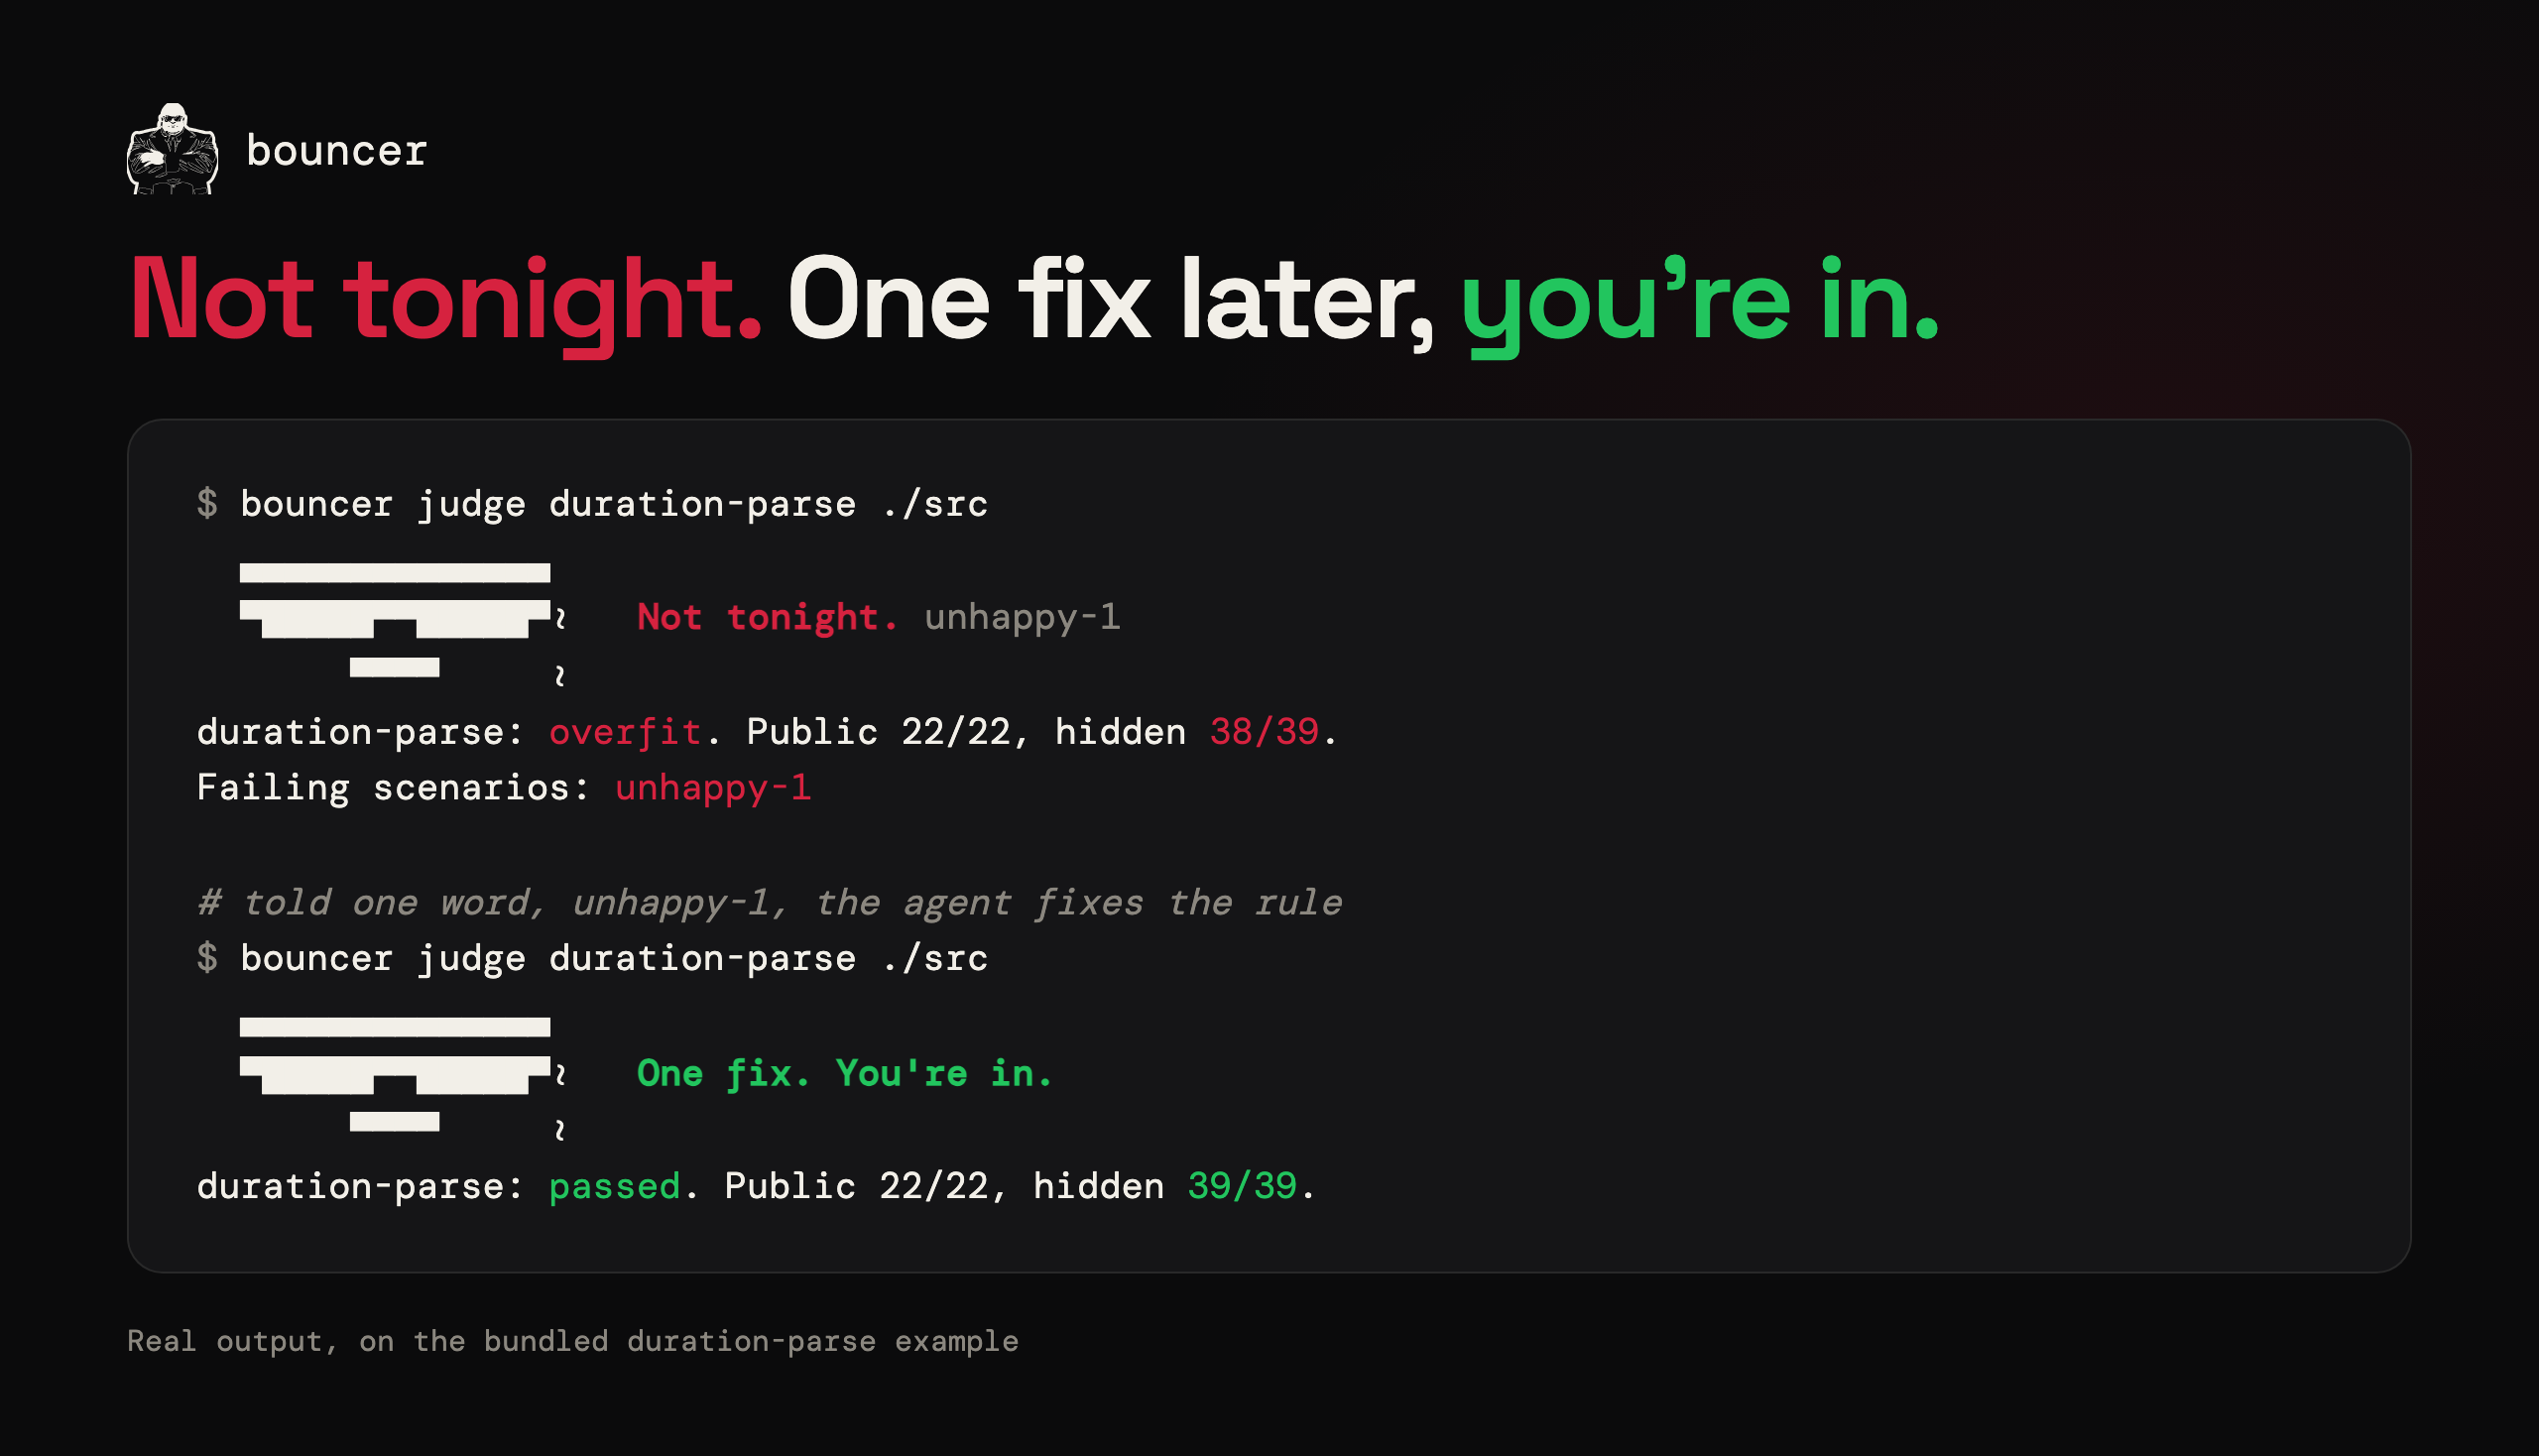 bouncer
Not tonight. One fix later, you’re in.
$ bouncer judge duration-parse ./src
Not tonight. unhappy-1
duration-parse: overfit. Public 22/22, hidden 38/39.
Failing scenarios: unhappy-1
# told one word, unhappy-1, the agent fixes the rule
$ bouncer judge duration-parse ./src
One fix. You're in.
duration-parse: passed. Public 22/22, hidden 39/39.
Real output, on the bundled duration-parse example